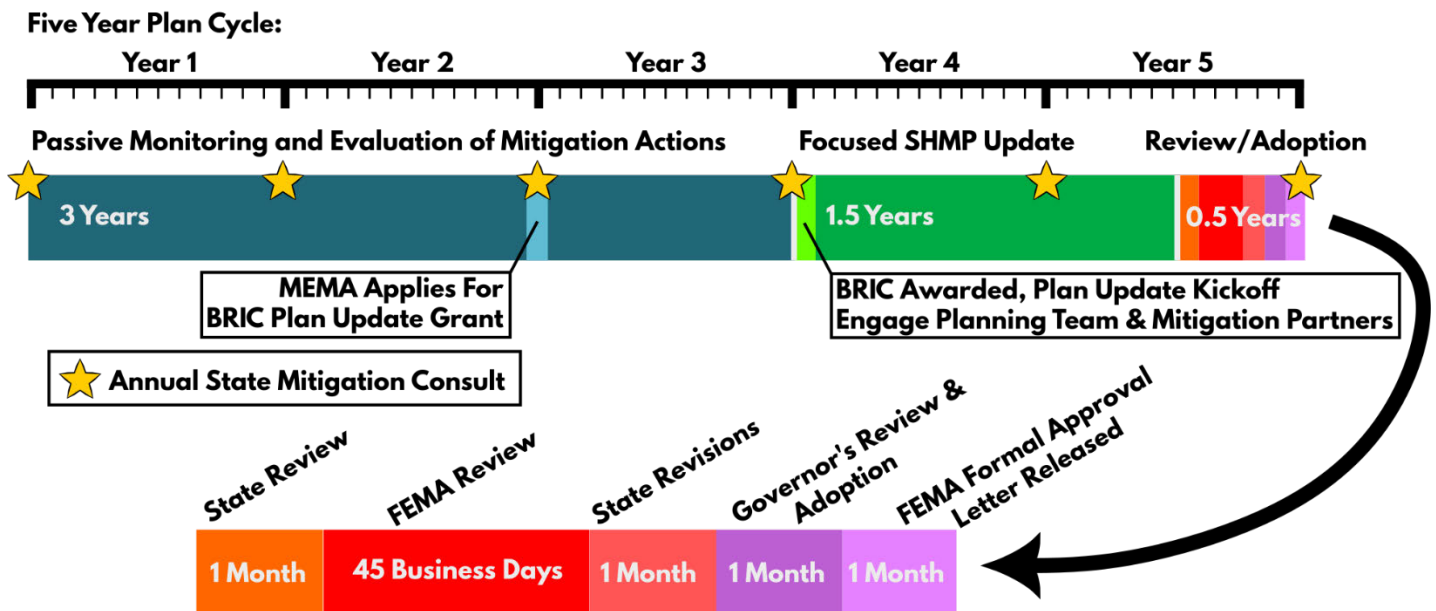 Five Year Plan Cycle:
Year 1
Year 2
Year 3
Year 4
Year 5
Passive Monitoring and Evaluation of Mitigation Actions
Focused SHMP Update
Review/Adoption
3 Years
1.5 Years
0.5 Years
MEMA Applies For
BRIC Plan Update Grant
BRIC Awarded, Plan Update Kickoff
Engage Planning Team & Mitigation Partners
Annual State Mitigation Consult
State Review
FEMA Review
State Revisions
Governor's Review &
Adoption
FEMA Formal Approval
Letter Released
1 Month
45 Business Days
1 Month
1 Month
1 Month